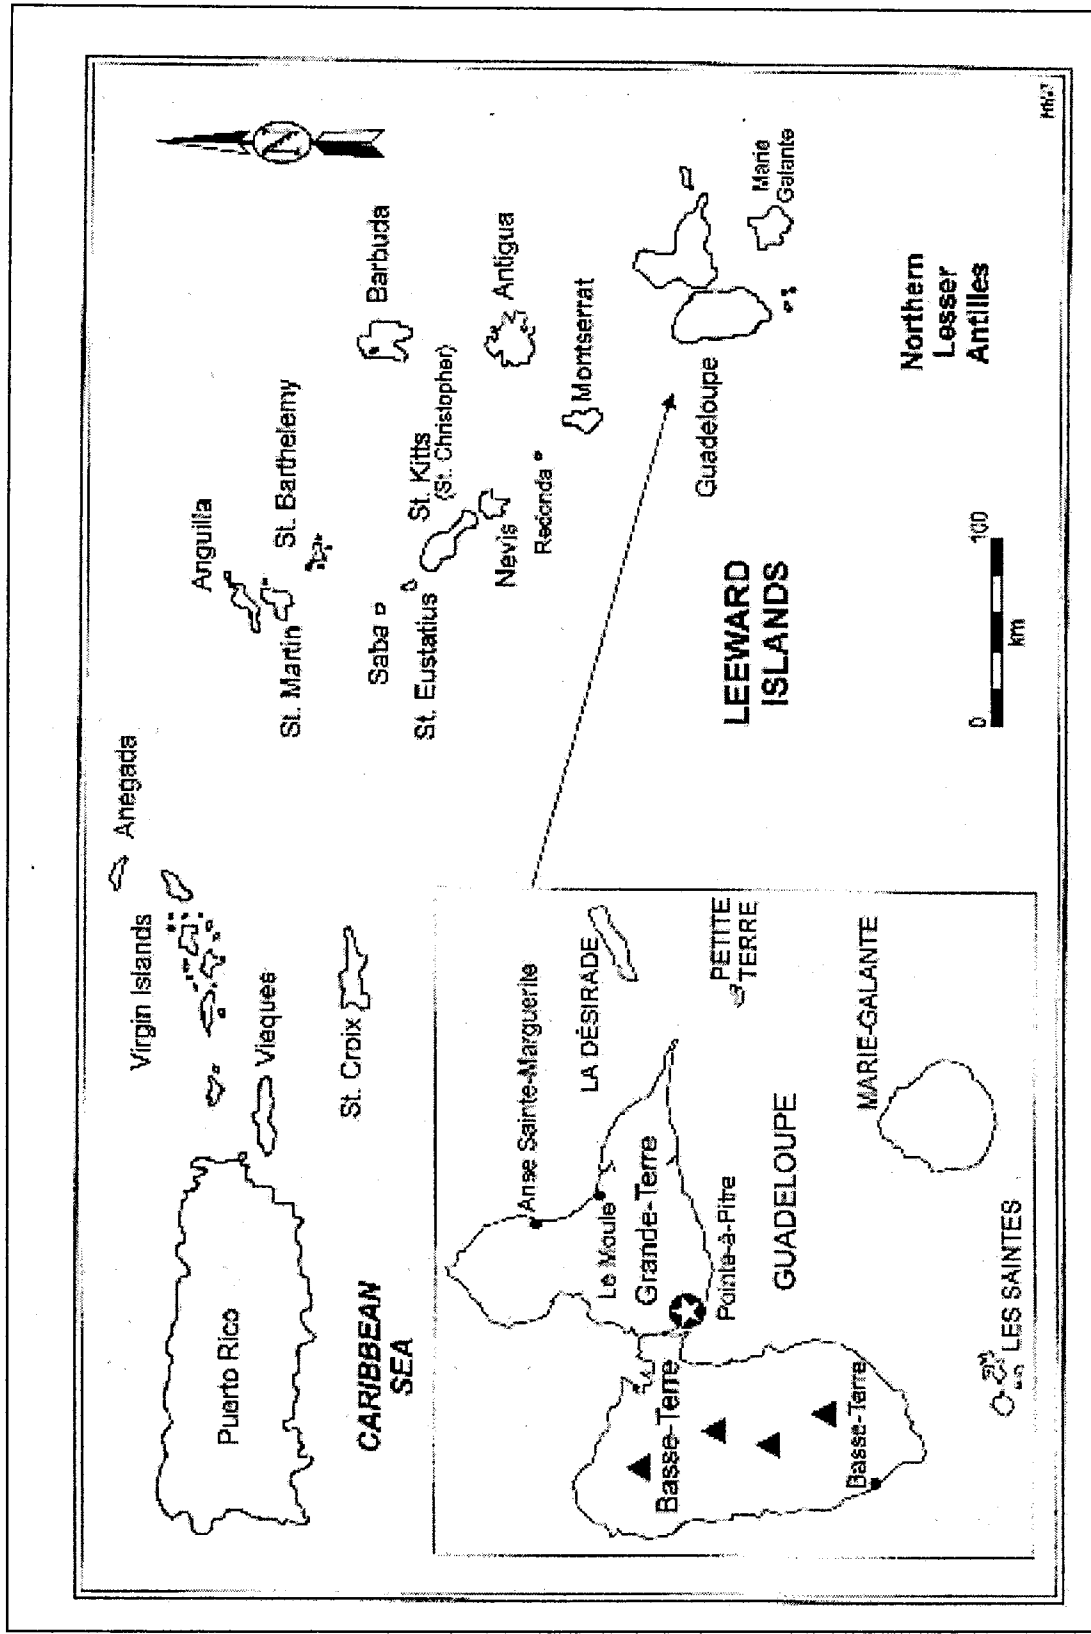 Anegada
Virgin Islands
Anguilla
N
Puerto Rico
Vieques
St. Martin
St. Barthelemy
St. Croix
Saba
Barbuda
CARIBBEAN
SEA
St. Eustatius
St. Kitts
(St. Christopher)
Nevis
Antigua
Redonda
Montserrat
Anse Sainte-Marguerite
LA DÉSIRADE
Le Moule
Grande-Terre
Basse-Terre
Pointe-à-Pitre
PETITE
TERRE
GUADELOUPE
Basse-Terre
MARIE-GALANTE
LES SAINTES
Guadeloupe
Marie
Galante
LEEWARD
ISLANDS
Northern
Lesser
Antilles
0
100
km